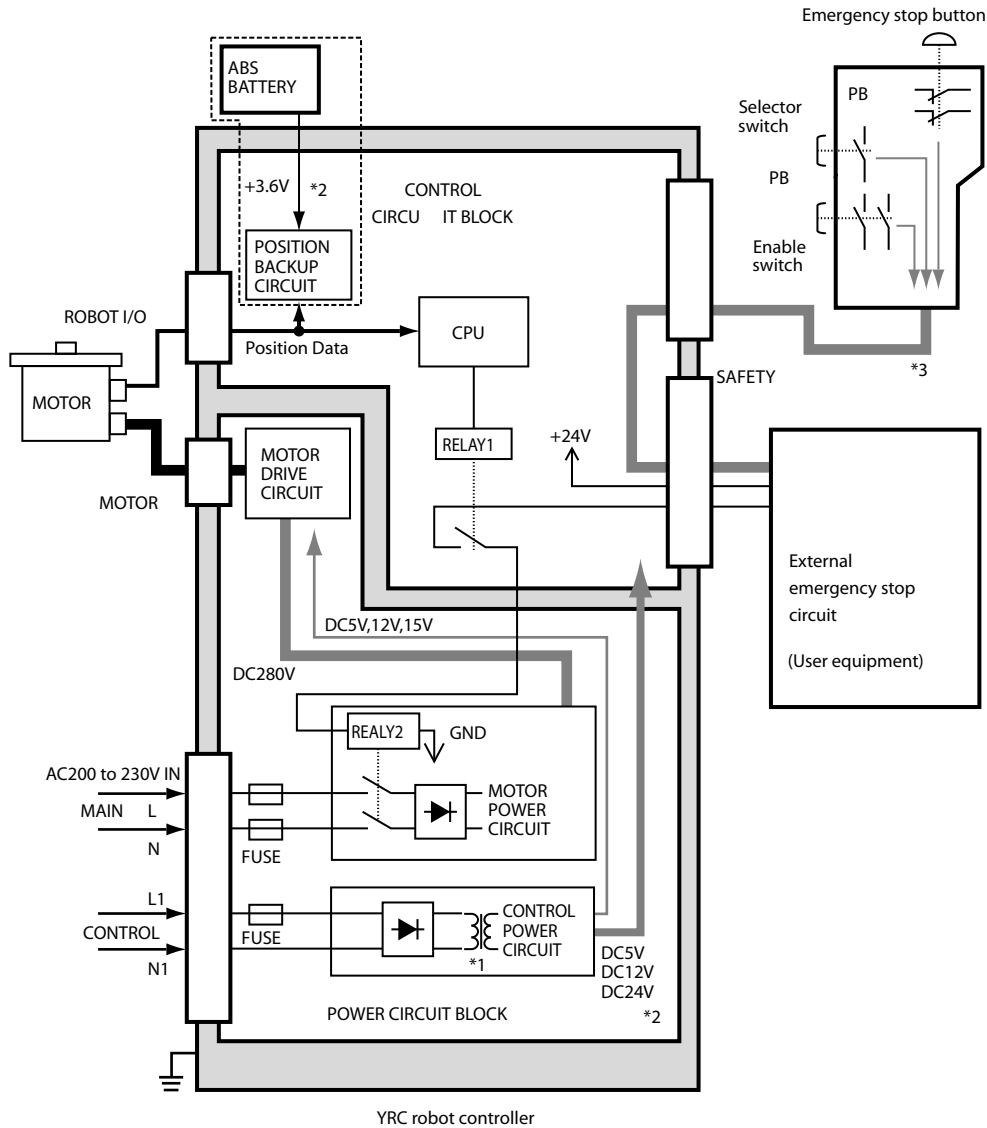 Emergency stop button
ABS
BATTERY
PB
Selector
switch
+3.6V
*2
CONTROL
CIRCU IT BLOCK
PB
POSITION
BACKUP
CIRCUIT
Enable
switch
ROBOT I/O
CPU
Position Data
*3
MOTOR
SAFETY
RELAY1
+24V
MOTOR
DRIVE
CIRCUIT
MOTOR
External
emergency stop
circuit
(User equipment)
DC5V,12V,15V
DC280V
REALY2
GND
AC200 to 230V IN
MAIN L
N
MOTOR
POWER
CIRCUIT
FUSE
L1
CONTROL
N1
FUSE
CONTROL
POWER
CIRCUIT
*1
DC5V
DC12V
DC24V
*2
POWER CIRCUIT BLOCK
YRC robot controller